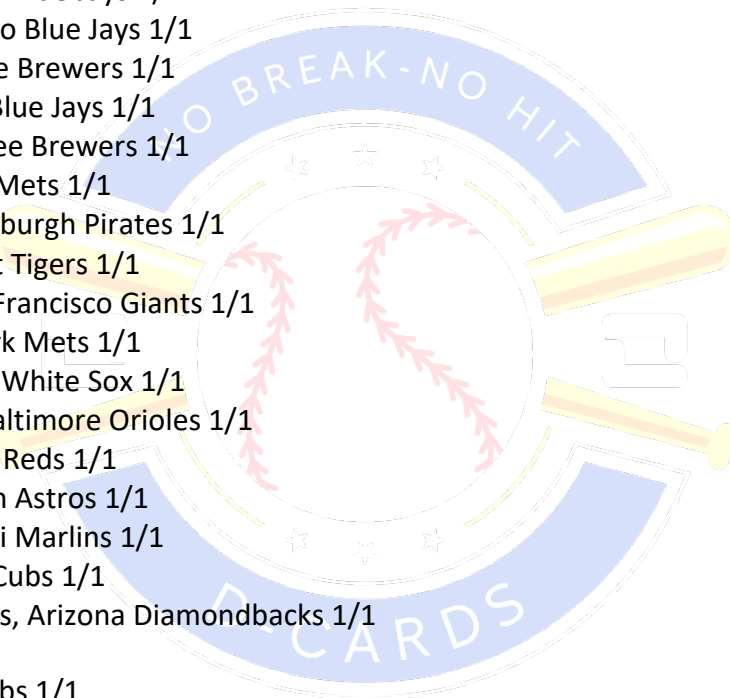 o Blue Jays 1/1
e Brewers 1/1
Blue Jays 1/1
ee Brewers 1/1
Mets 1/1
burgh Pirates 1/1
t Tigers 1/1
Francisco Giants 1/1
rk Mets 1/1
White Sox 1/1
altimore Orioles 1/1
Reds 1/1
n Astros 1/1
i Marlins 1/1
Cubs 1/1
s, Arizona Diamondbacks 1/1
bs 1/1
NO BREAK-NO HIT
D-CARDS